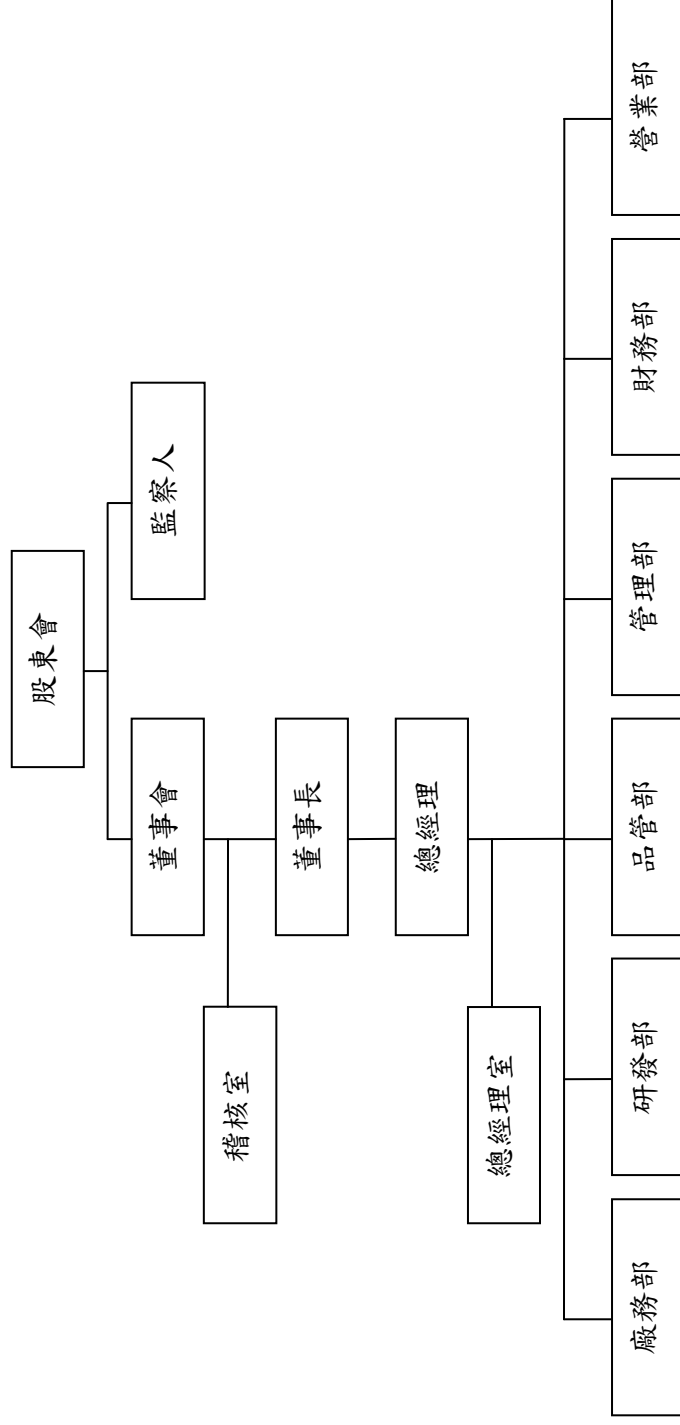 股東會
董事會
監察人
稽核室
董事長
總經理
總經理室
廠務部
研發部
品管部
管理部
財務部
營業部